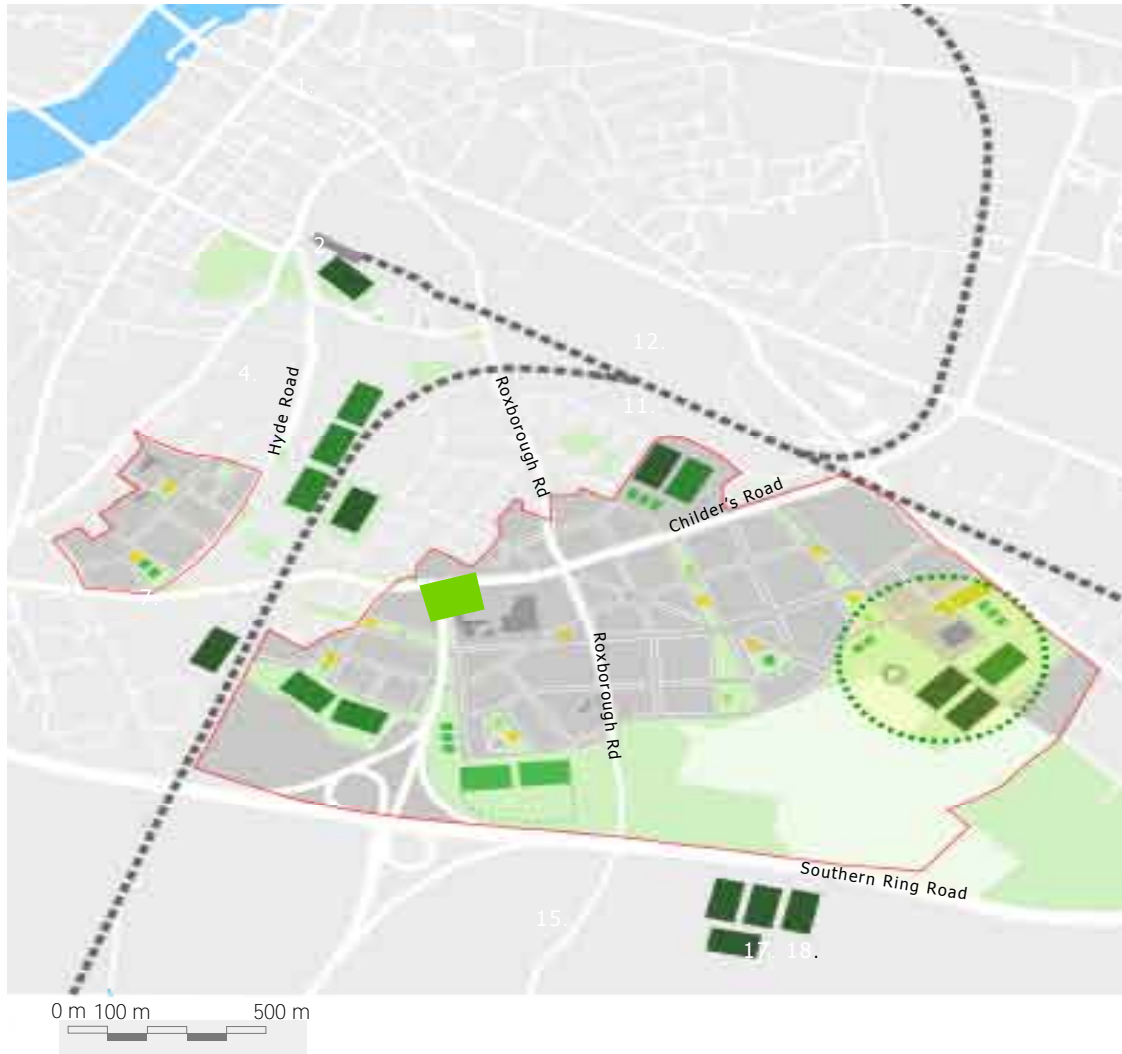 1.
2.
12.
4.
Hyde Road
Roxborough Rd
11.
Childer's Road
7.
Roxborough Rd
Southern Ring Road
15.
17. 18.
0 m 100 m 500 m